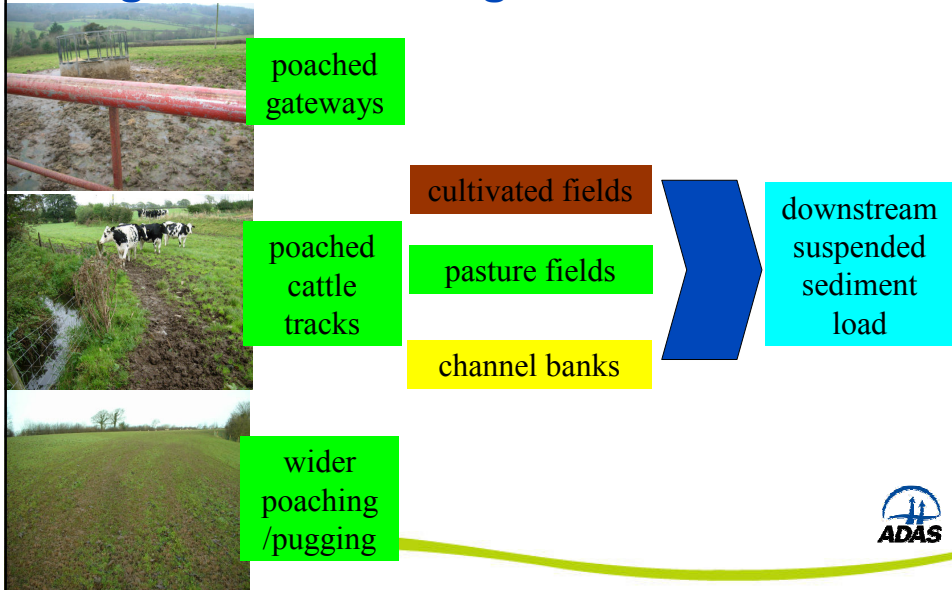 poached
gateways
cultivated fields
pasture fields
channel banks
downstream
suspended
sediment
load
poached
cattle
tracks
wider
poaching
/pugging
ADAS